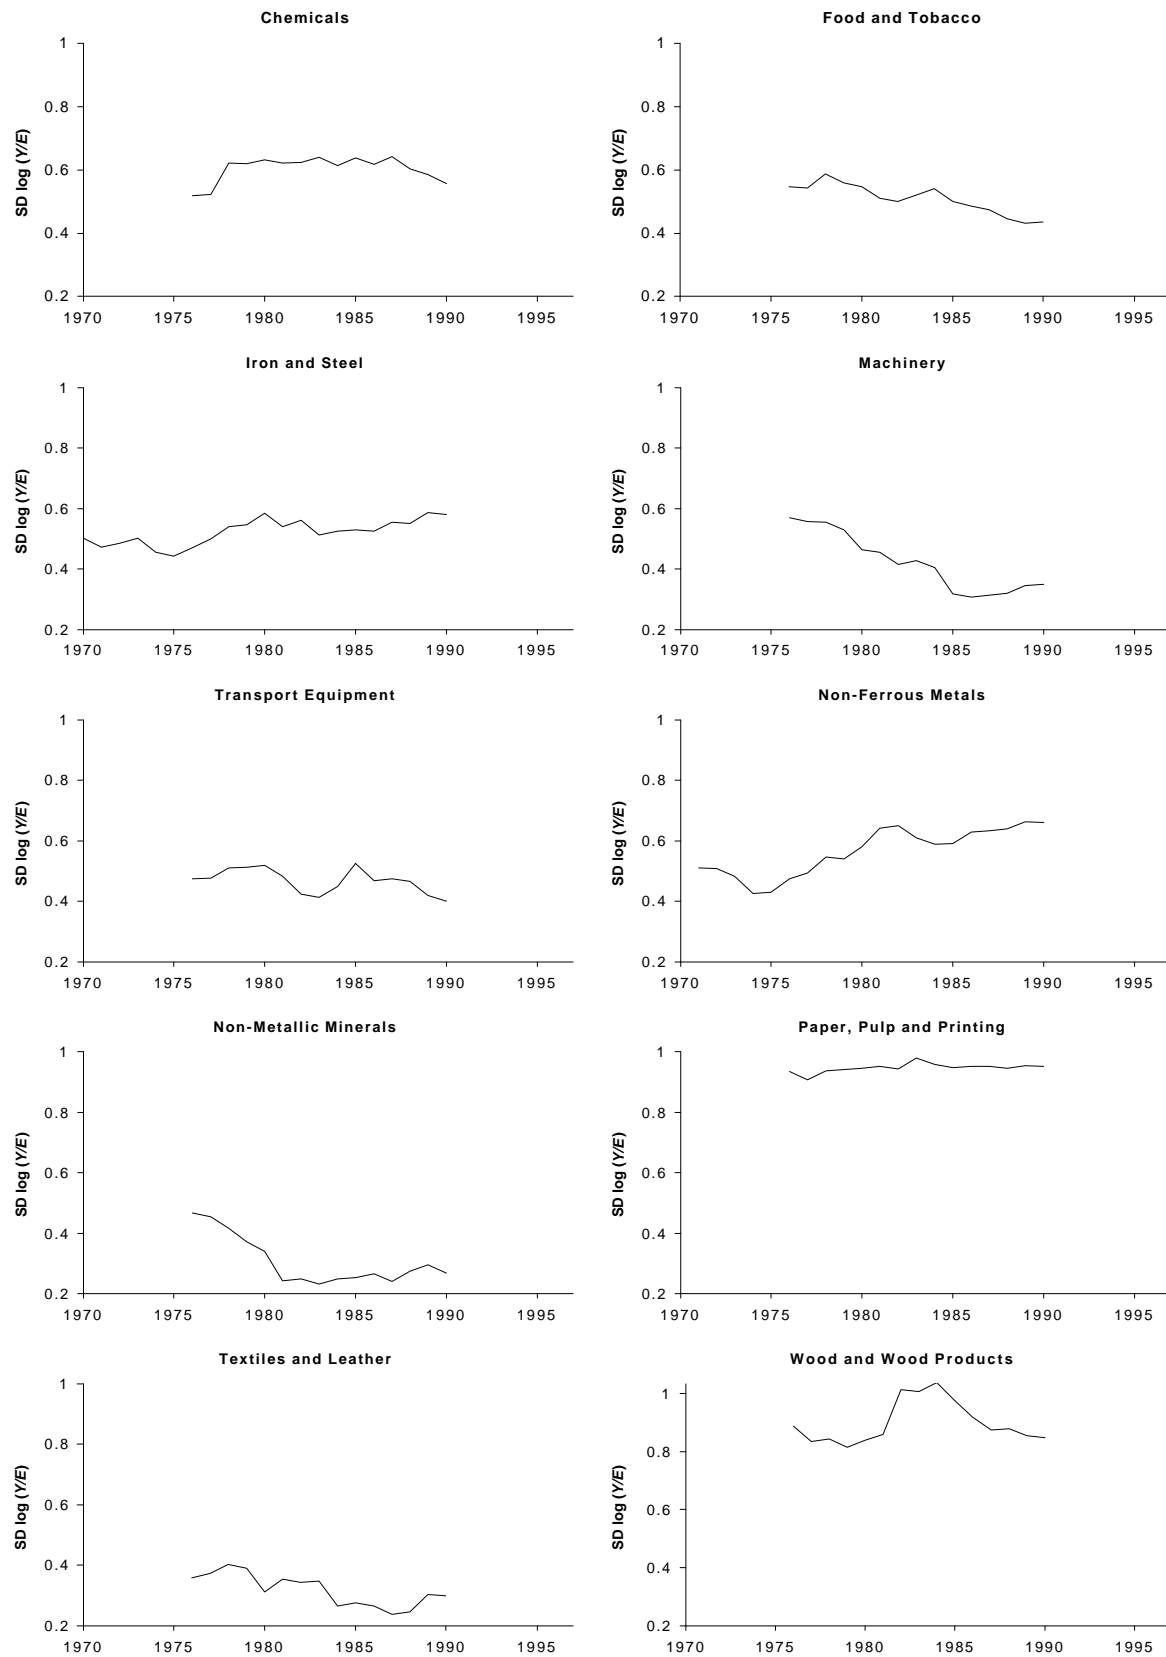 Chemicals
1
0.8
0.6
0.4
0.2
SD log (Y/E)
1970 1975 1980 1985 1990 1995
Food and Tobacco
1
0.8
0.6
0.4
0.2
SD log (Y/E)
1970 1975 1980 1985 1990 1995
Iron and Steel
1
0.8
0.6
0.4
0.2
SD log (Y/E)
1970 1975 1980 1985 1990 1995
Machinery
1
0.8
0.6
0.4
0.2
SD log (Y/E)
1970 1975 1980 1985 1990 1995
Transport Equipment
1
0.8
0.6
0.4
0.2
SD log (Y/E)
1970 1975 1980 1985 1990 1995
Non-Ferrous Metals
1
0.8
0.6
0.4
0.2
SD log (Y/E)
1970 1975 1980 1985 1990 1995
Non-Metallic Minerals
1
0.8
0.6
0.4
0.2
SD log (Y/E)
1970 1975 1980 1985 1990 1995
Paper, Pulp and Printing
1
0.8
0.6
0.4
0.2
SD log (Y/E)
1970 1975 1980 1985 1990 1995
Textiles and Leather
1
0.8
0.6
0.4
0.2
SD log (Y/E)
1970 1975 1980 1985 1990 1995
Wood and Wood Products
1
0.8
0.6
0.4
0.2
SD log (Y/E)
1970 1975 1980 1985 1990 1995